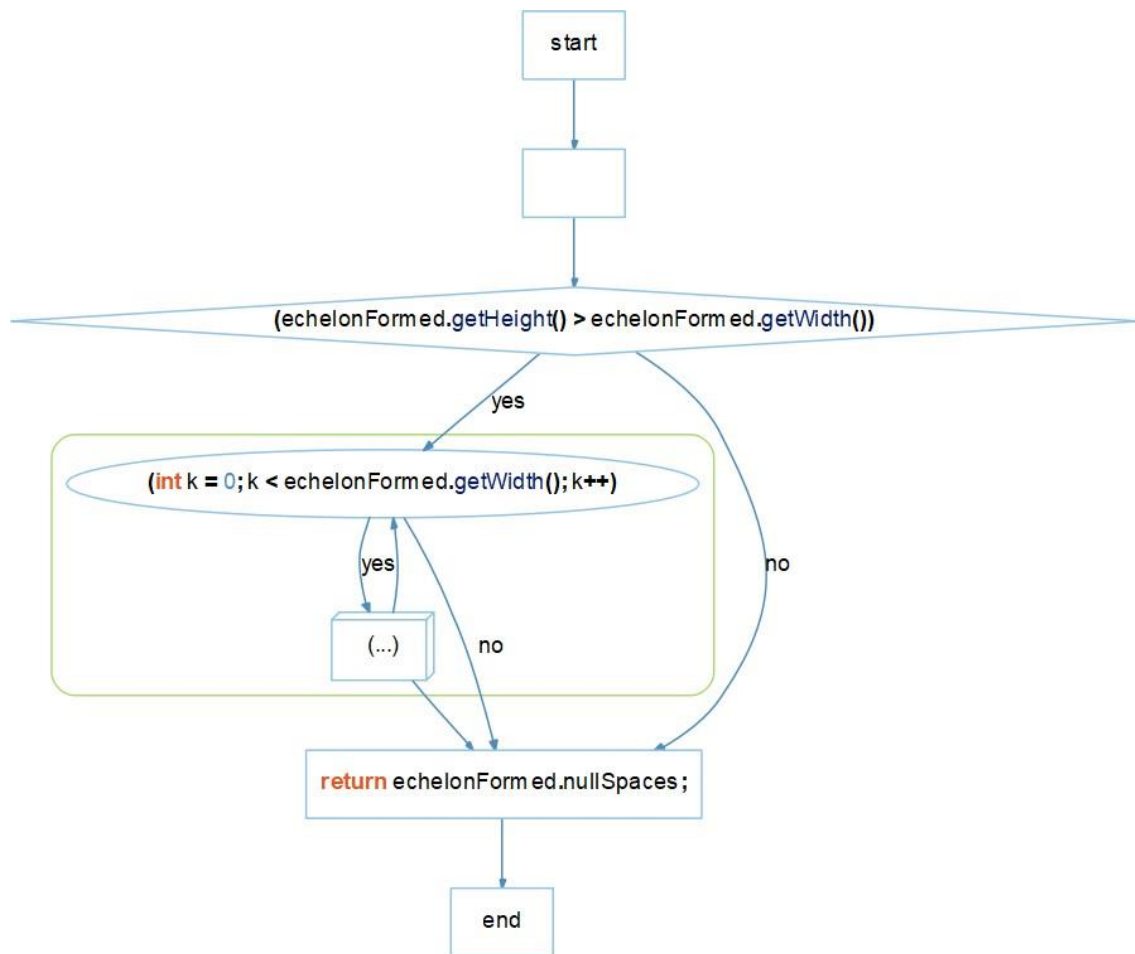 start
(echelonFormed.getHeight() > echelonFormed.getWidth())
yes
(int k = 0; k < echelonFormed.getWidth(); k++)
yes
no
(...)
no
return echelonFormed.nullSpaces;
end